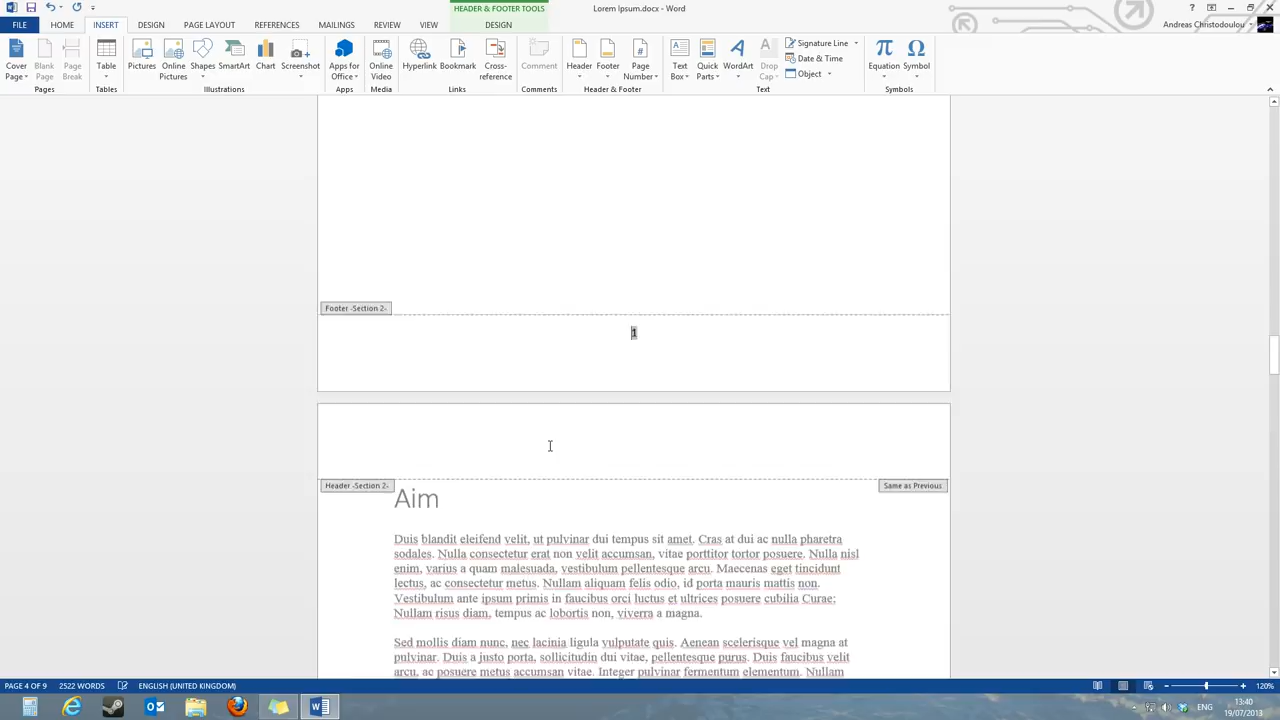 HEADER & FOOTER TOOLS
Lorem Ipsum.docx - Word
FILE HOME INSERT DESIGN PAGE LAYOUT REFERENCES MAILINGS REVIEW VIEW DESIGN
Andreas Christodoulou
Cover Page
Blank Page
Page Break
Table
Pictures
Online Pictures
Shapes
SmartArt
Chart
Screenshot
Apps for Office
Online Video
Hyperlink
Bookmark
Cross-reference
Comment
Header
Footer
Page Number
Text Box
Quick Parts
WordArt
Drop Cap
Signature Line
Date & Time
Object
Equation
Symbol
Pages
Tables
Illustrations
Apps
Media
Links
Comments
Header & Footer
Text
Symbols
Footer -Section 2-
1
Header -Section 2-
Same as Previous
Aim
Duis blandit eleifend velit, ut pulvinar dui tempus sit amet. Cras at dui ac nulla pharetra
sodales. Nulla consectetur erat non velit accumsan, vitae porttitor tortor posuere. Nulla nisl
enim, varius a quam malesuada, vestibulum pellentesque arcu. Maecenas eget tincidunt
lectus, ac consectetur metus. Nullam aliquam felis odio, id porta mauris mattis non.
Vestibulum ante ipsum primis in faucibus orci luctus et ultrices posuere cubilia Curae;
Nullam risus diam, tempus ac lobortis non, viverra a magna.
Sed mollis diam nunc, nec lacinia ligula vulputate quis. Aenean scelerisque vel magna at
pulvinar. Duis a justo porta, sollicitudin dui vitae, pellentesque purus. Duis faucibus velit
arcu, ac posuere metus accumsan vitae. Integer pulvinar fermentum elementum. Nullam
PAGE 4 OF 9 2522 WORDS ENGLISH (UNITED KINGDOM)
120%
ENG
13:40
19/07/2013